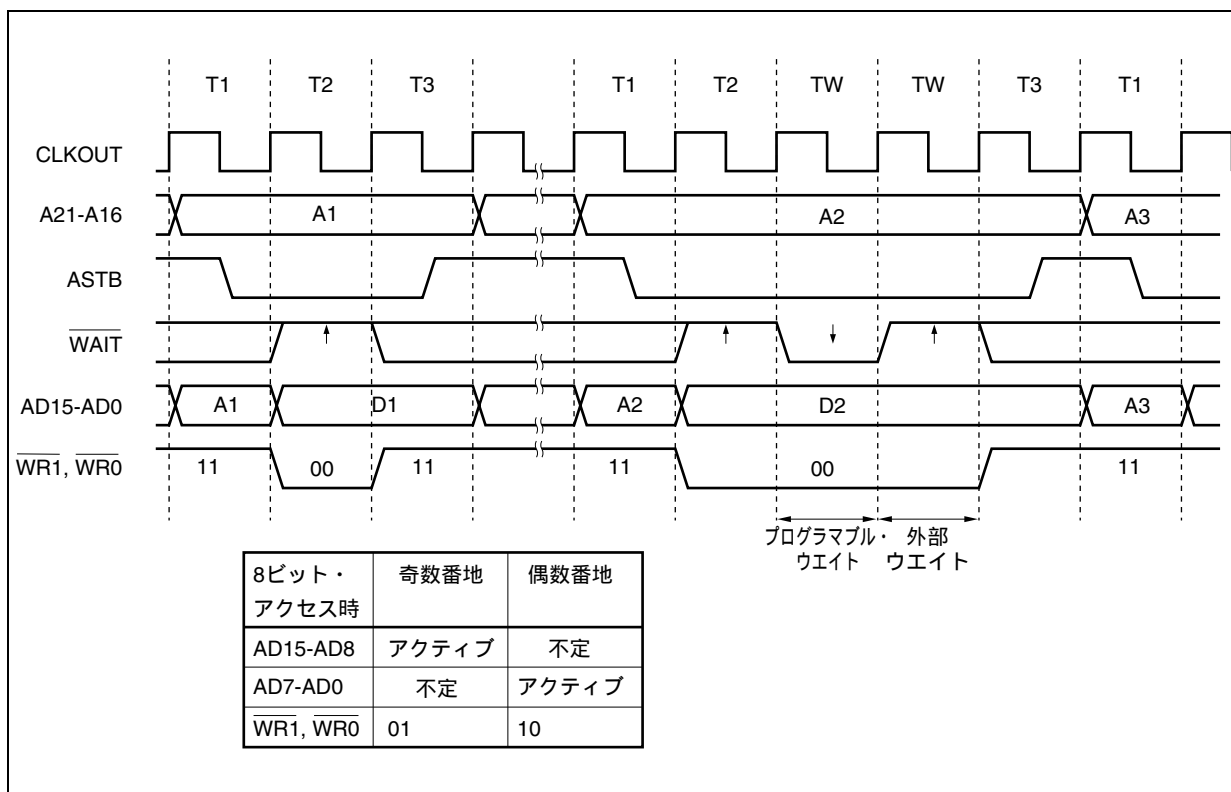 T1 T2 T3 T1 T2 TW TW T3 T1
CLKOUT
A21-A16 A1 A2 A3
ASTB
WAIT
AD15-AD0 A1 D1 A2 D2 A3
WR1, WR0 11 00 11 11 00 11
プログラマブル・ 外部
ウエイト ウエイト
8ビット・ 奇数番地 偶数番地
アクセス時
AD15-AD8 アクティブ 不定
AD7-AD0 不定 アクティブ
WR1, WR0 01 10